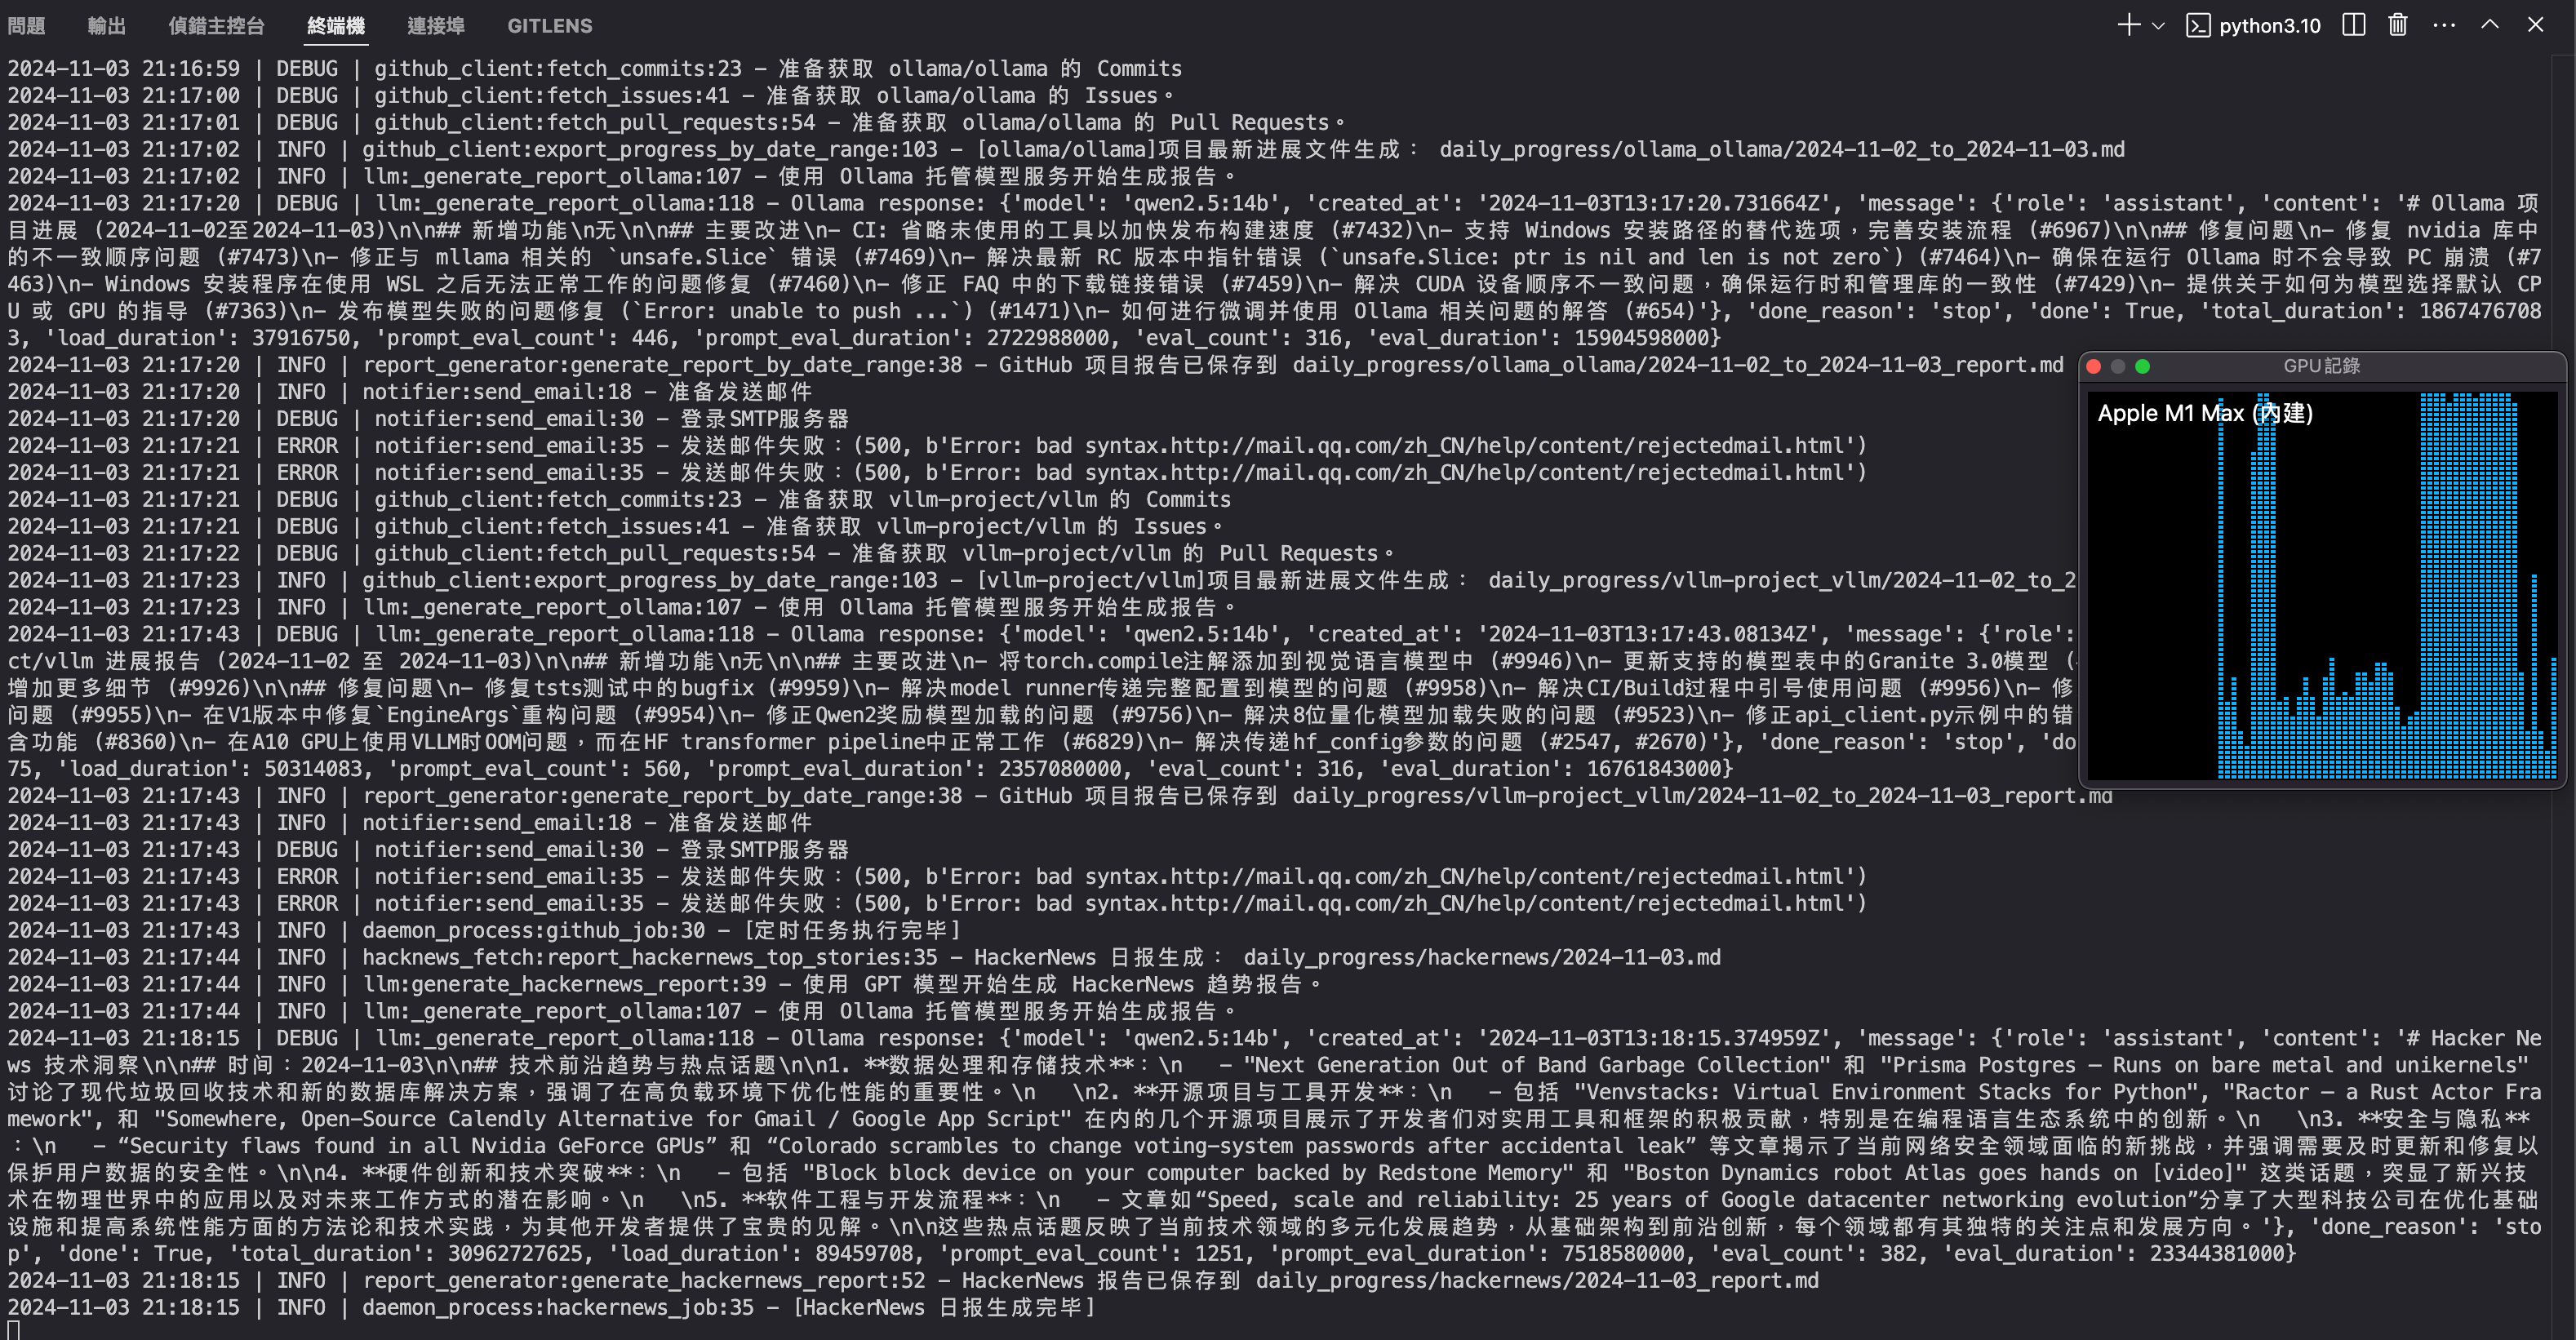 問題 輸出 偵錯主控台 終端機 連接埠 GITLENS python3.10
2024-11-03 21:16:59 | DEBUG | github_client:fetch_commits:23 - 准备获取 ollama/ollama 的 Commits
2024-11-03 21:17:00 | DEBUG | github_client:fetch_issues:41 - 准备获取 ollama/ollama 的 Issues。
2024-11-03 21:17:01 | DEBUG | github_client:fetch_pull_requests:54 - 准备获取 ollama/ollama 的 Pull Requests。
2024-11-03 21:17:02 | INFO | github_client:export_progress_by_date_range:103 - [ollama/ollama]项目最新进展文件生成： daily_progress/ollama_ollama/2024-11-02_to_2024-11-03.md
2024-11-03 21:17:02 | INFO | llm:_generate_report_ollama:107 - 使用 Ollama 托管模型服务开始生成报告。
2024-11-03 21:17:20 | DEBUG | llm:_generate_report_ollama:118 - Ollama response: {'model': 'qwen2.5:14b', 'created_at': '2024-11-03T13:17:20.731664Z', 'message': {'role': 'assistant', 'content': '# Ollama 项
目进展 (2024-11-02至2024-11-03)\n\n## 新增功能\n无\n\n## 主要改进\n- CI: 省略未使用的工具以加快发布构建速度 (#7432)\n- 支持 Windows 安装路径的替代选项，完善安装流程 (#6967)\n\n## 修复问题\n- 修复 nvidia 库中
的不一致顺序问题 (#7473)\n- 修正与 mllama 相关的 `unsafe.Slice` 错误 (#7469)\n- 解决最新 RC 版本中指针错误 (`unsafe.Slice: ptr is nil and len is not zero`) (#7464)\n- 确保在运行 Ollama 时不会导致 PC 崩溃 (#7
463)\n- Windows 安装程序在使用 WSL 之后无法正常工作的问题修复 (#7460)\n- 修正 FAQ 中的下载链接错误 (#7459)\n- 解决 CUDA 设备顺序不一致问题，确保运行时和管理库的一致性 (#7429)\n- 提供关于如何为模型选择默认 CP
U 或 GPU 的指导 (#7363)\n- 发布模型失败的问题修复 (`Error: unable to push ...`) (#1471)\n- 如何进行微调并使用 Ollama 相关问题的解答 (#654)'}, 'done_reason': 'stop', 'done': True, 'total_duration': 1867476708
3, 'load_duration': 37916750, 'prompt_eval_count': 446, 'prompt_eval_duration': 2722988000, 'eval_count': 316, 'eval_duration': 15904598000}
2024-11-03 21:17:20 | INFO | report_generator:generate_report_by_date_range:38 - GitHub 项目报告已保存到 daily_progress/ollama_ollama/2024-11-02_to_2024-11-03_report.md
2024-11-03 21:17:20 | INFO | notifier:send_email:18 - 准备发送邮件
2024-11-03 21:17:20 | DEBUG | notifier:send_email:30 - 登录SMTP服务器
2024-11-03 21:17:21 | ERROR | notifier:send_email:35 - 发送邮件失败：(500, b'Error: bad syntax.http://mail.qq.com/zh_CN/help/content/rejectedmail.html')
2024-11-03 21:17:21 | ERROR | notifier:send_email:35 - 发送邮件失败：(500, b'Error: bad syntax.http://mail.qq.com/zh_CN/help/content/rejectedmail.html')
2024-11-03 21:17:21 | DEBUG | github_client:fetch_commits:23 - 准备获取 vllm-project/vllm 的 Commits
2024-11-03 21:17:21 | DEBUG | github_client:fetch_issues:41 - 准备获取 vllm-project/vllm 的 Issues。
2024-11-03 21:17:22 | DEBUG | github_client:fetch_pull_requests:54 - 准备获取 vllm-project/vllm 的 Pull Requests。
2024-11-03 21:17:23 | INFO | github_client:export_progress_by_date_range:103 - [vllm-project/vllm]项目最新进展文件生成： daily_progress/vllm-project_vllm/2024-11-02_to_2
2024-11-03 21:17:23 | INFO | llm:_generate_report_ollama:107 - 使用 Ollama 托管模型服务开始生成报告。
2024-11-03 21:17:43 | DEBUG | llm:_generate_report_ollama:118 - Ollama response: {'model': 'qwen2.5:14b', 'created_at': '2024-11-03T13:17:43.08134Z', 'message': {'role':
ct/vllm 进展报告 (2024-11-02 至 2024-11-03)\n\n## 新增功能\n无\n\n## 主要改进\n- 将torch.compile注解添加到视觉语言模型中 (#9946)\n- 更新支持的模型表中的Granite 3.0模型 (
增加更多细节 (#9926)\n\n## 修复问题\n- 修复tsts测试中的bugfix (#9959)\n- 解决model runner传递完整配置到模型的问题 (#9958)\n- 解决CI/Build过程中引号使用问题 (#9956)\n- 修
问题 (#9955)\n- 在V1版本中修复`EngineArgs`重构问题 (#9954)\n- 修正Qwen2奖励模型加载的问题 (#9756)\n- 解决8位量化模型加载失败的问题 (#9523)\n- 修正api_client.py示例中的错
含功能 (#8360)\n- 在A10 GPU上使用VLLM时OOM问题，而在HF transformer pipeline中正常工作 (#6829)\n- 解决传递hf_config参数的问题 (#2547, #2670)'}, 'done_reason': 'stop', 'do
75, 'load_duration': 50314083, 'prompt_eval_count': 560, 'prompt_eval_duration': 2357080000, 'eval_count': 316, 'eval_duration': 16761843000}
2024-11-03 21:17:43 | INFO | report_generator:generate_report_by_date_range:38 - GitHub 项目报告已保存到 daily_progress/vllm-project_vllm/2024-11-02_to_2024-11-03_report.md
2024-11-03 21:17:43 | INFO | notifier:send_email:18 - 准备发送邮件
2024-11-03 21:17:43 | DEBUG | notifier:send_email:30 - 登录SMTP服务器
2024-11-03 21:17:43 | ERROR | notifier:send_email:35 - 发送邮件失败：(500, b'Error: bad syntax.http://mail.qq.com/zh_CN/help/content/rejectedmail.html')
2024-11-03 21:17:43 | ERROR | notifier:send_email:35 - 发送邮件失败：(500, b'Error: bad syntax.http://mail.qq.com/zh_CN/help/content/rejectedmail.html')
2024-11-03 21:17:43 | INFO | daemon_process:github_job:30 - [定时任务执行完毕]
2024-11-03 21:17:44 | INFO | hacknews_fetch:report_hackernews_top_stories:35 - HackerNews 日报生成： daily_progress/hackernews/2024-11-03.md
2024-11-03 21:17:44 | INFO | llm:generate_hackernews_report:39 - 使用 GPT 模型开始生成 HackerNews 趋势报告。
2024-11-03 21:17:44 | INFO | llm:_generate_report_ollama:107 - 使用 Ollama 托管模型服务开始生成报告。
2024-11-03 21:18:15 | DEBUG | llm:_generate_report_ollama:118 - Ollama response: {'model': 'qwen2.5:14b', 'created_at': '2024-11-03T13:18:15.374959Z', 'message': {'role': 'assistant', 'content': '# Hacker Ne
ws 技术洞察\n\n## 时间：2024-11-03\n\n## 技术前沿趋势与热点话题\n\n1. **数据处理和存储技术**：\n   - "Next Generation Out of Band Garbage Collection" 和 "Prisma Postgres – Runs on bare metal and unikernels"
讨论了现代垃圾回收技术和新的数据库解决方案，强调了在高负载环境下优化性能的重要性。\n   \n2. **开源项目与工具开发**：\n   - 包括 "Venvstacks: Virtual Environment Stacks for Python", "Ractor – a Rust Actor Fra
mework", 和 "Somewhere, Open-Source Calendly Alternative for Gmail / Google App Script" 在内的几个开源项目展示了开发者们对实用工具和框架的积极贡献，特别是在编程语言生态系统中的创新。\n   \n3. **安全与隐私**
：\n   - “Security flaws found in all Nvidia GeForce GPUs” 和 “Colorado scrambles to change voting-system passwords after accidental leak” 等文章揭示了当前网络安全领域面临的新挑战，并强调需要及时更新和修复以
保护用户数据的安全性。\n\n4. **硬件创新和技术突破**：\n   - 包括 "Block block device on your computer backed by Redstone Memory" 和 "Boston Dynamics robot Atlas goes hands on [video]" 这类话题，突显了新兴技
术在物理世界中的应用以及对未来工作方式的潜在影响。\n   \n5. **软件工程与开发流程**：\n   - 文章如“Speed, scale and reliability: 25 years of Google datacenter networking evolution”分享了大型科技公司在优化基础
设施和提高系统性能方面的方法论和技术实践，为其他开发者提供了宝贵的见解。\n\n这些热点话题反映了当前技术领域的多元化发展趋势，从基础架构到前沿创新，每个领域都有其独特的关注点和发展方向。'}, 'done_reason': 'sto
p', 'done': True, 'total_duration': 30962727625, 'load_duration': 89459708, 'prompt_eval_count': 1251, 'prompt_eval_duration': 7518580000, 'eval_count': 382, 'eval_duration': 23344381000}
2024-11-03 21:18:15 | INFO | report_generator:generate_hackernews_report:52 - HackerNews 报告已保存到 daily_progress/hackernews/2024-11-03_report.md
2024-11-03 21:18:15 | INFO | daemon_process:hackernews_job:35 - [HackerNews 日报生成完毕]
GPU記錄
Apple M1 Max (內建)